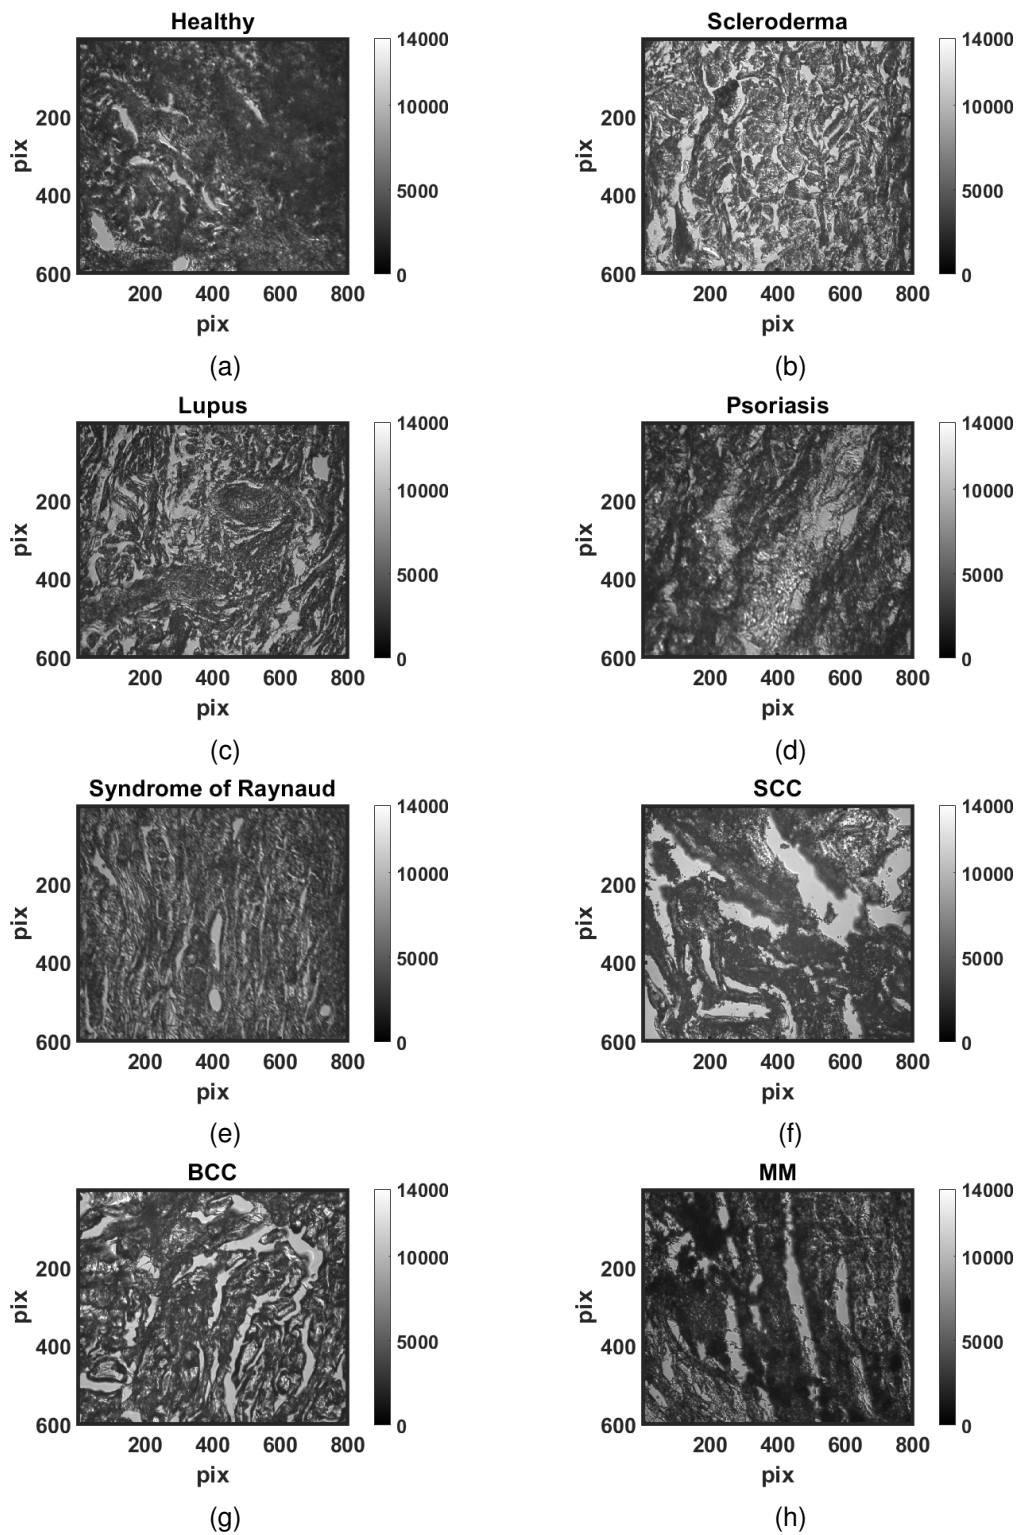 Healthy
14000
10000
5000
0
pix
200
400
600
200 400 600 800
pix
(a)
Scleroderma
14000
10000
5000
0
pix
200
400
600
200 400 600 800
pix
(b)
Lupus
14000
10000
5000
0
pix
200
400
600
200 400 600 800
pix
(c)
Psoriasis
14000
10000
5000
0
pix
200
400
600
200 400 600 800
pix
(d)
Syndrome of Raynaud
14000
10000
5000
0
pix
200
400
600
200 400 600 800
pix
(e)
SCC
14000
10000
5000
0
pix
200
400
600
200 400 600 800
pix
(f)
BCC
14000
10000
5000
0
pix
200
400
600
200 400 600 800
pix
(g)
MM
14000
10000
5000
0
pix
200
400
600
200 400 600 800
pix
(h)